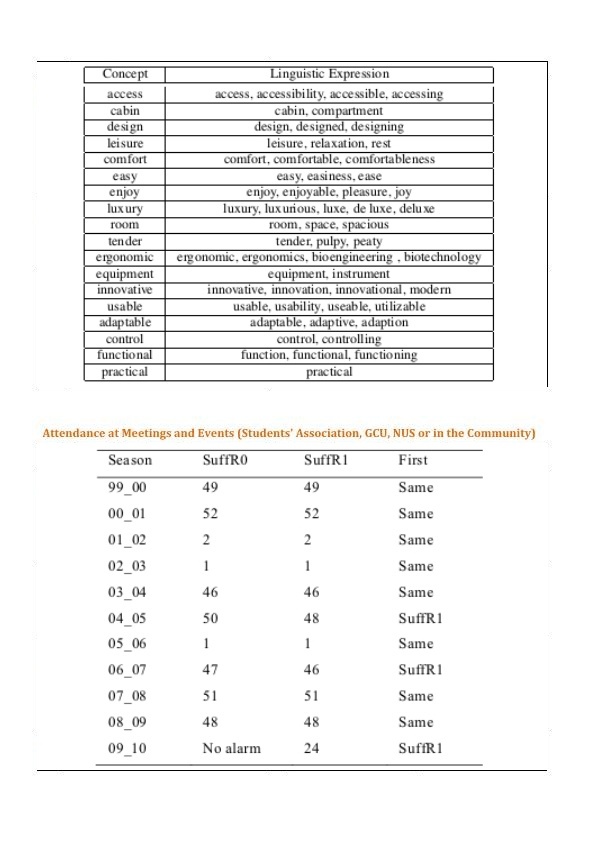 Concept Linguistic Expression
access access, accessibility, accessible, accessing
cabin cabin, compartment
design design, designed, designing
leisure leisure, relaxation, rest
comfort comfort, comfortable, comfortableness
easy easy, easiness, ease
enjoy enjoy, enjoyable, pleasure, joy
luxury luxury, luxurious, luxe, de luxe, deluxe
room room, space, spacious
tender tender, pulpy, peaty
ergonomic ergonomic, ergonomics, bioengineering , biotechnology
equipment equipment, instrument
innovative innovative, innovation, innovational, modern
usable usable, usability, useable, utilizable
adaptable adaptable, adaptive, adaption
control control, controlling
functional function, functional, functioning
practical practical
Attendance at Meetings and Events (Students' Association, GCU, NUS or in the Community)
Season SuffR0 SuffR1 First
99_00 49 49 Same
00_01 52 52 Same
01_02 2 2 Same
02_03 1 1 Same
03_04 46 46 Same
04_05 50 48 SuffR1
05_06 1 1 Same
06_07 47 46 SuffR1
07_08 51 51 Same
08_09 48 48 Same
09_10 No alarm 24 SuffR1